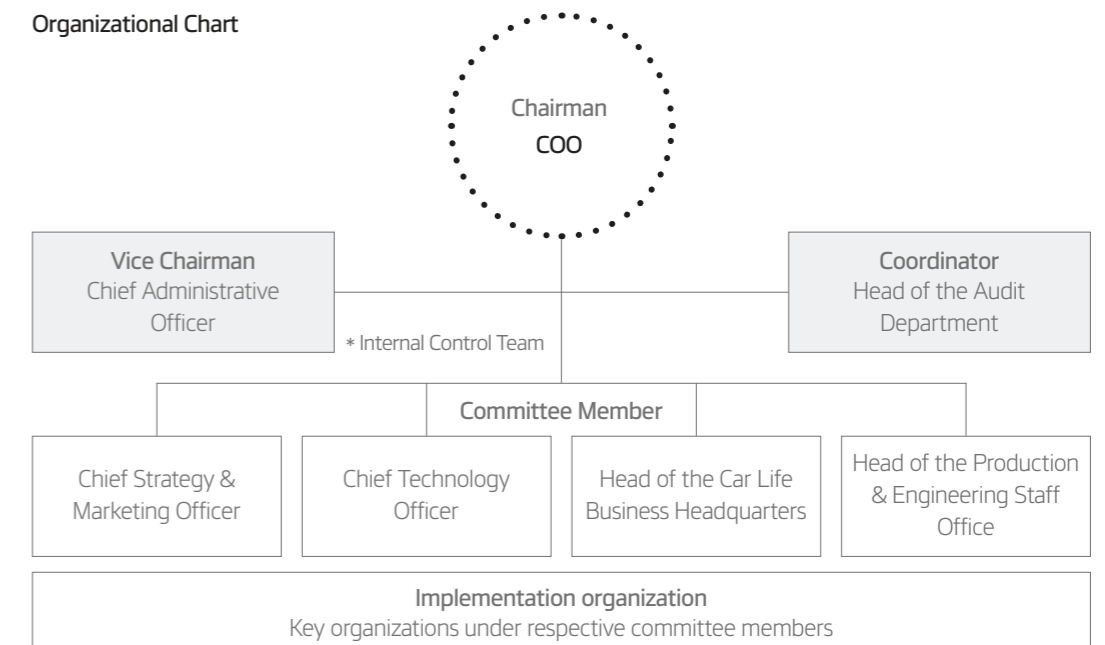 Organizational Chart
Chairman
COO
Vice Chairman
Chief Administrative
Officer
Coordinator
Head of the Audit
Department
* Internal Control Team
Committee Member
Chief Strategy &
Marketing Officer
Chief Technology
Officer
Head of the Car Life
Business Headquarters
Head of the Production
& Engineering Staff
Office
Implementation organization
Key organizations under respective committee members